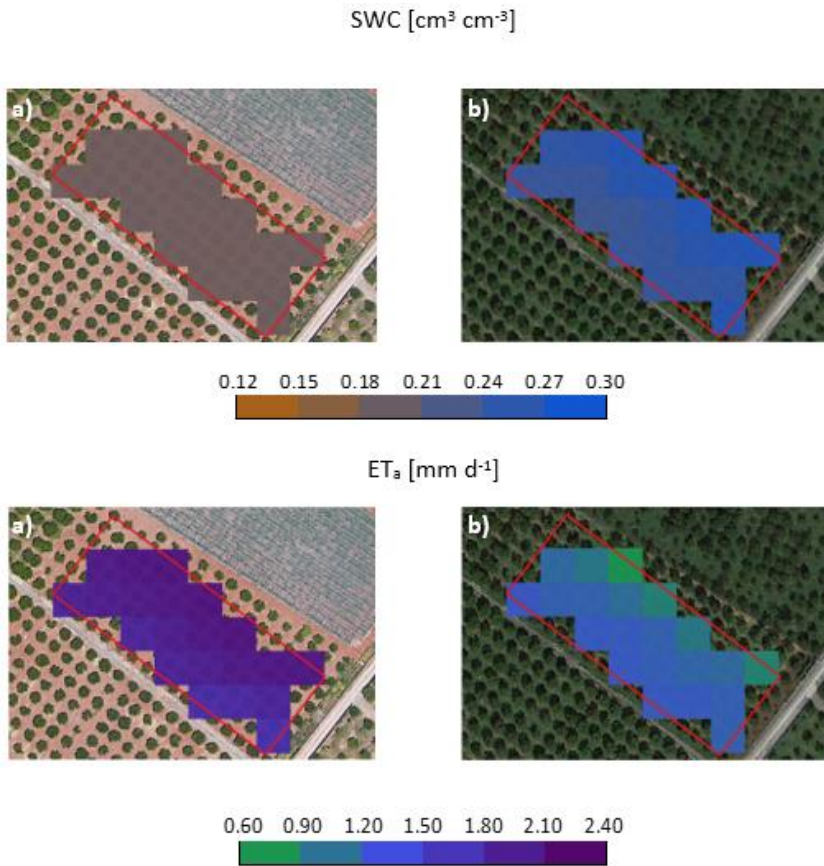 SWC [cm³ cm⁻³]
a) b)
0.12 0.15 0.18 0.21 0.24 0.27 0.30
ETₐ [mm d⁻¹]
a) b)
0.60 0.90 1.20 1.50 1.80 2.10 2.40